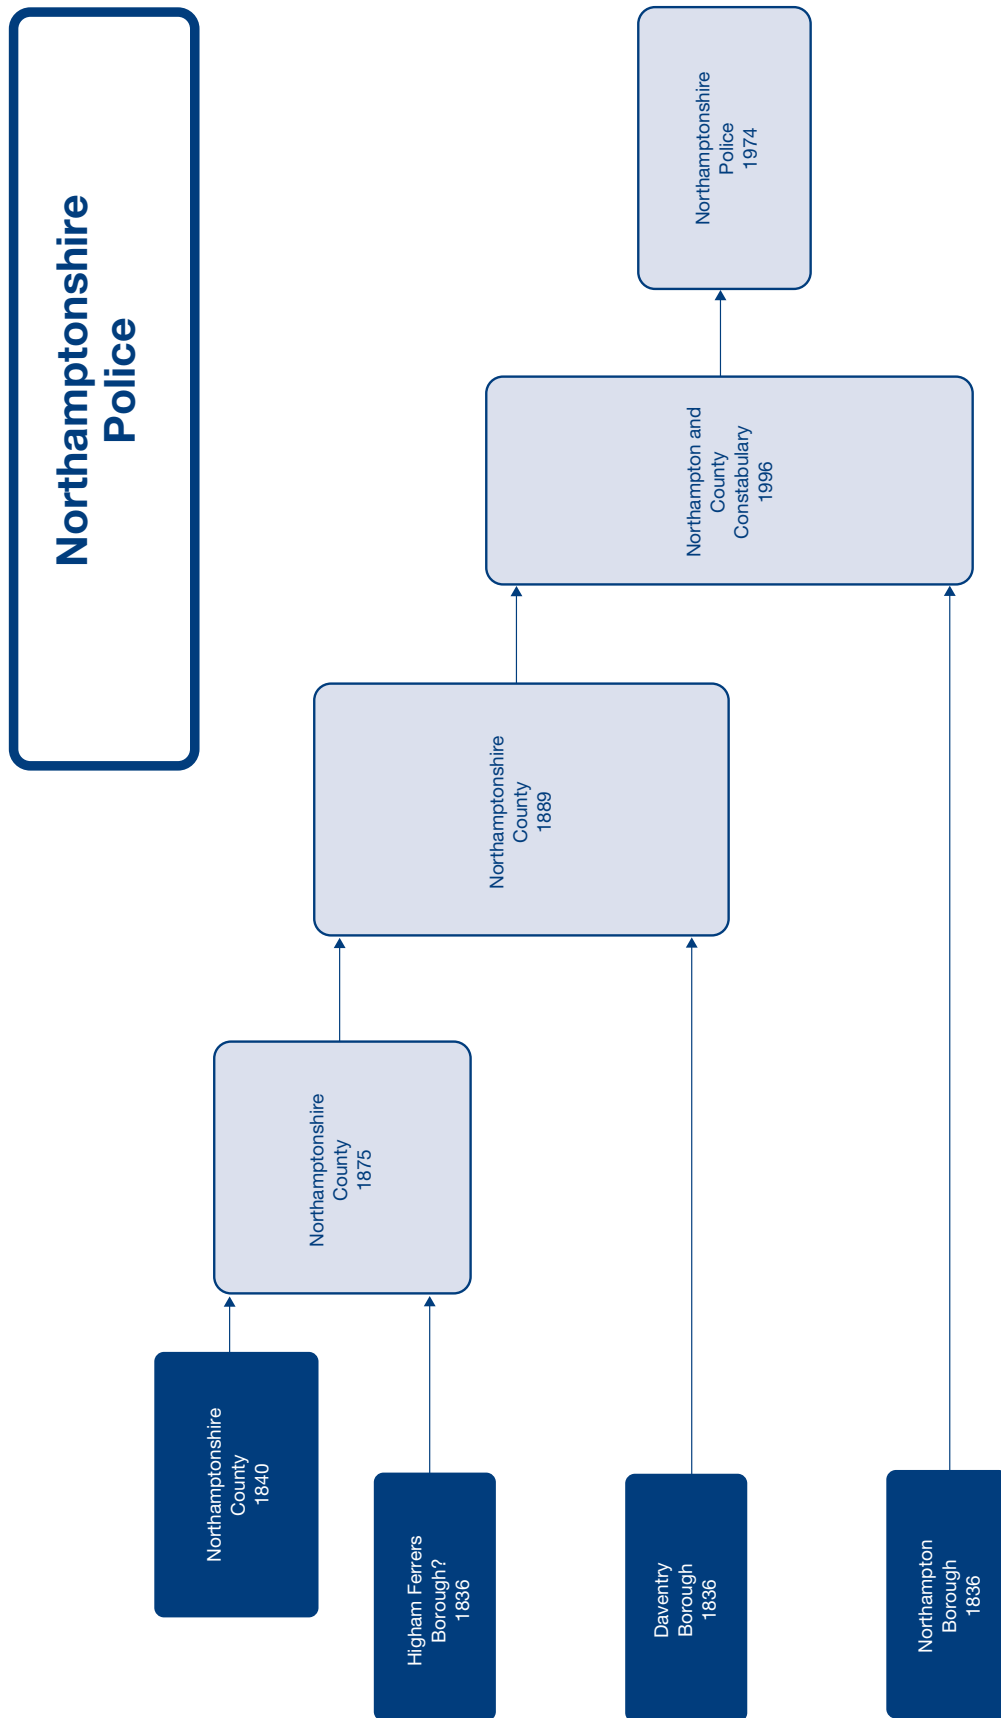 Northamptonshire
Police
Northamptonshire
County
1840
Higham Ferrers
Borough?
1836
Daventry
Borough
1836
Northampton
Borough
1836
Northamptonshire
County
1875
Northamptonshire
County
1889
Northampton and
County
Constabulary
1996
Northamptonshire
Police
1974